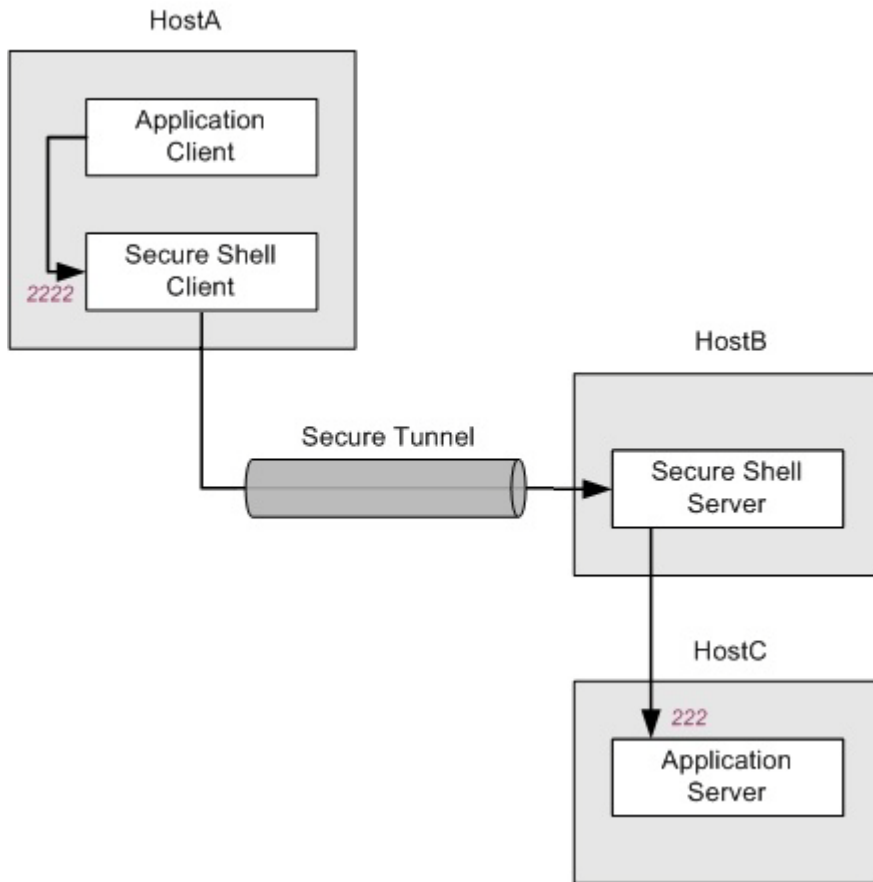 HostA
Application
Client
Secure Shell
Client
2222
HostB
Secure Tunnel
Secure Shell
Server
HostC
222
Application
Server